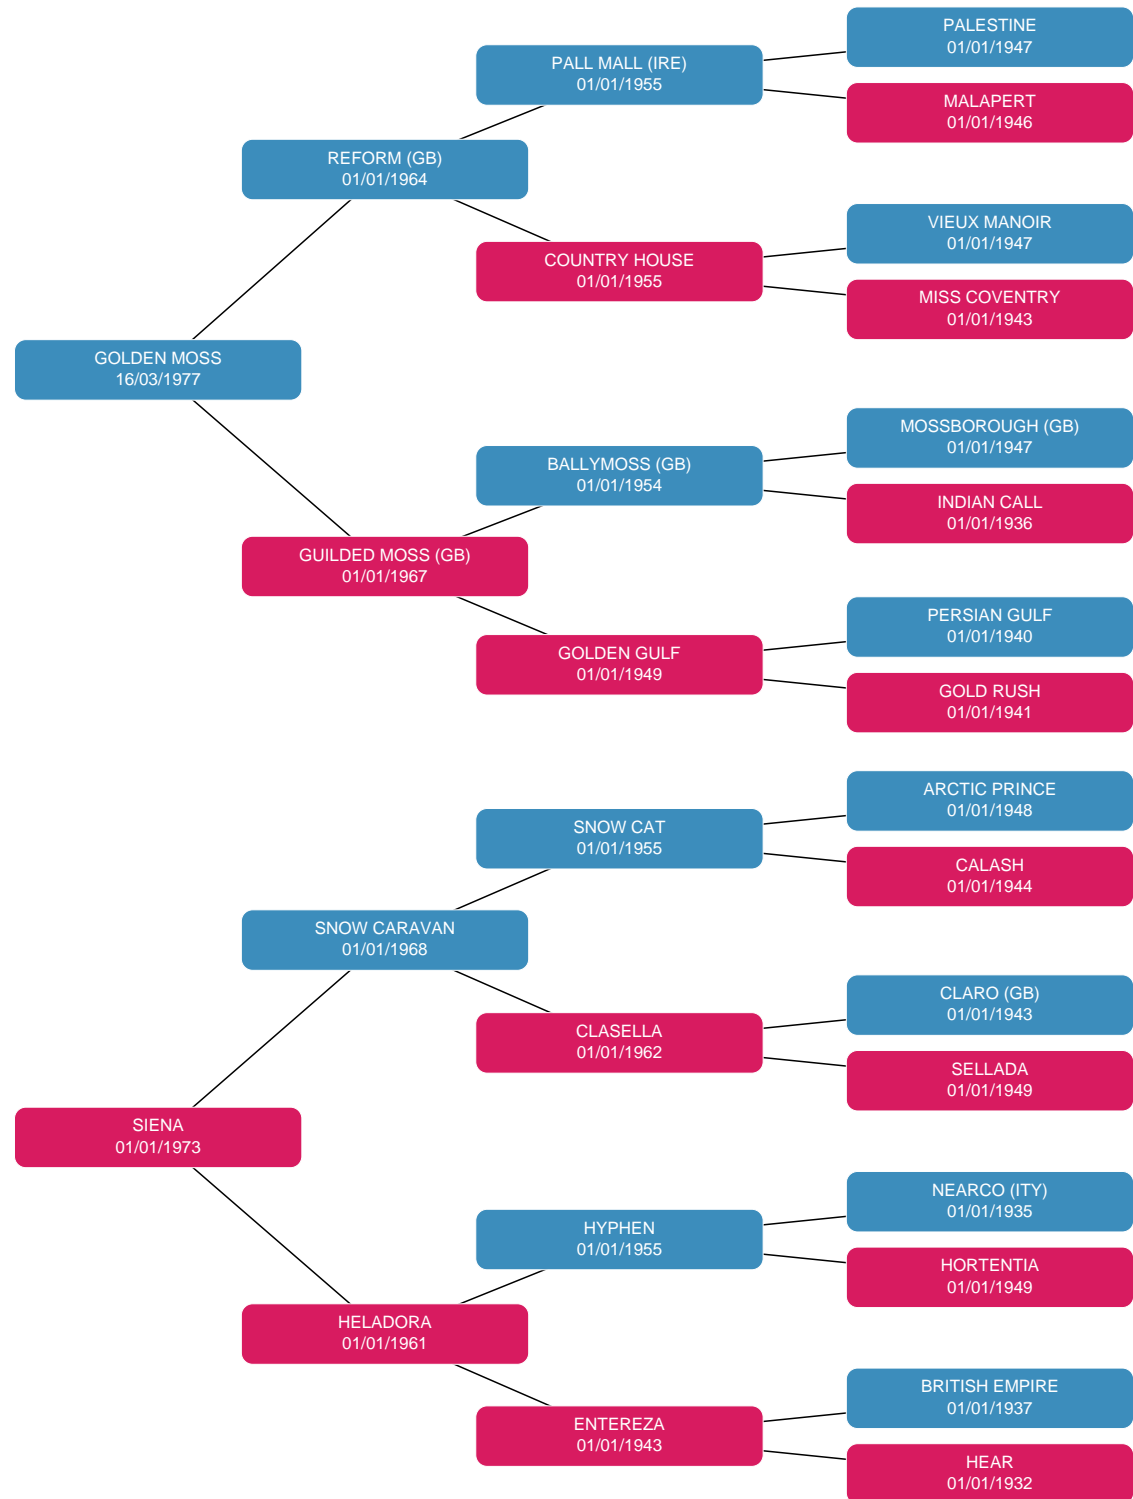 PALESTINE
01/01/1947
PALL MALL (IRE)
01/01/1955
MALAPERT
01/01/1946
REFORM (GB)
01/01/1964
VIEUX MANOIR
01/01/1947
COUNTRY HOUSE
01/01/1955
MISS COVENTRY
01/01/1943
GOLDEN MOSS
16/03/1977
MOSSBOROUGH (GB)
01/01/1947
BALLYMOSS (GB)
01/01/1954
INDIAN CALL
01/01/1936
GUILDED MOSS (GB)
01/01/1967
PERSIAN GULF
01/01/1940
GOLDEN GULF
01/01/1949
GOLD RUSH
01/01/1941
ARCTIC PRINCE
01/01/1948
SNOW CAT
01/01/1955
CALASH
01/01/1944
SNOW CARAVAN
01/01/1968
CLARO (GB)
01/01/1943
CLASELLA
01/01/1962
SELLADA
01/01/1949
SIENA
01/01/1973
NEARCO (ITY)
01/01/1935
HYPHEN
01/01/1955
HORTENTIA
01/01/1949
HELADORA
01/01/1961
BRITISH EMPIRE
01/01/1937
ENTEREZA
01/01/1943
HEAR
01/01/1932